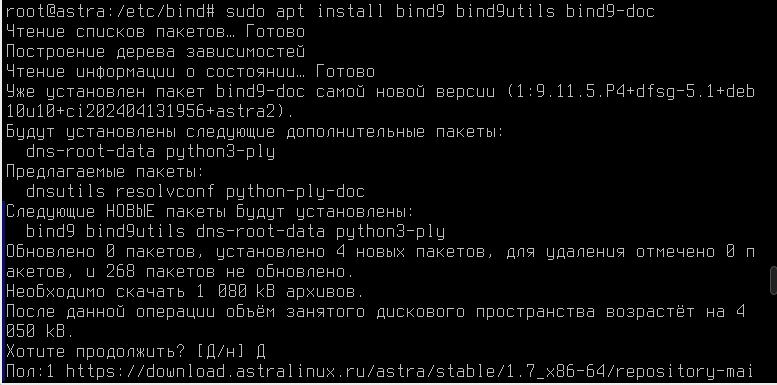 root@astra:/etc/bind# sudo apt install bind9 bind9utils bind9-doc
Чтение списков пакетов… Готово
Построение дерева зависимостей
Чтение информации о состоянии… Готово
Уже установлен пакет bind9-doc самой новой версии (1:9.11.5.P4+dfsg-5.1+deb
10u10+ci202404131956+astra2).
Будут установлены следующие дополнительные пакеты:
  dns-root-data python3-ply
Предлагаемые пакеты:
  dnsutils resolvconf python-ply-doc
Следующие НОВЫЕ пакеты будут установлены:
  bind9 bind9utils dns-root-data python3-ply
Обновлено 0 пакетов, установлено 4 новых пакетов, для удаления отмечено 0 п
акетов, и 268 пакетов не обновлено.
Необходимо скачать 1 080 kB архивов.
После данной операции объём занятого дискового пространства возрастёт на 4
050 kB.
Хотите продолжить? [Д/н] Д
Пол:1 https://download.astralinux.ru/astra/stable/1.7_x86-64/repository-mai